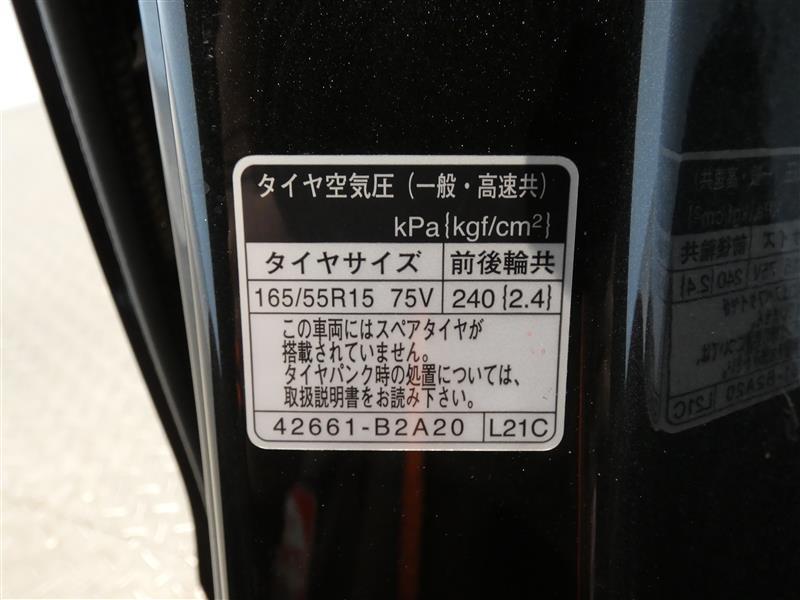 タイヤ空気圧（一般・高速共）
kPa{kgf/cm2}
タイヤサイズ 前後輪共
165/55R15 75V 240{2.4}
この車両にはスペアタイヤが
搭載されていません。
タイヤパンク時の処置については、
取扱説明書をお読み下さい。
42661-B2A20 L21C